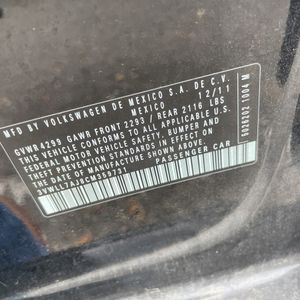 MFD BY VOLKSWAGEN DE MEXICO S.A. DE C.V.
MEXICO 12/11
GVWR 4299 GAWR FRONT 2293 / REAR 2116 LBS
THIS VEHICLE CONFORMS TO ALL APPLICABLE U.S.
FEDERAL MOTOR VEHICLE SAFETY, BUMPER AND
THEFT PREVENTION STANDARDS IN EFFECT ON THE
DATE OF MANUFACTURE SHOWN ABOVE.
3VWLL7AJ8CM359731 PASSENGER CAR
1004 M